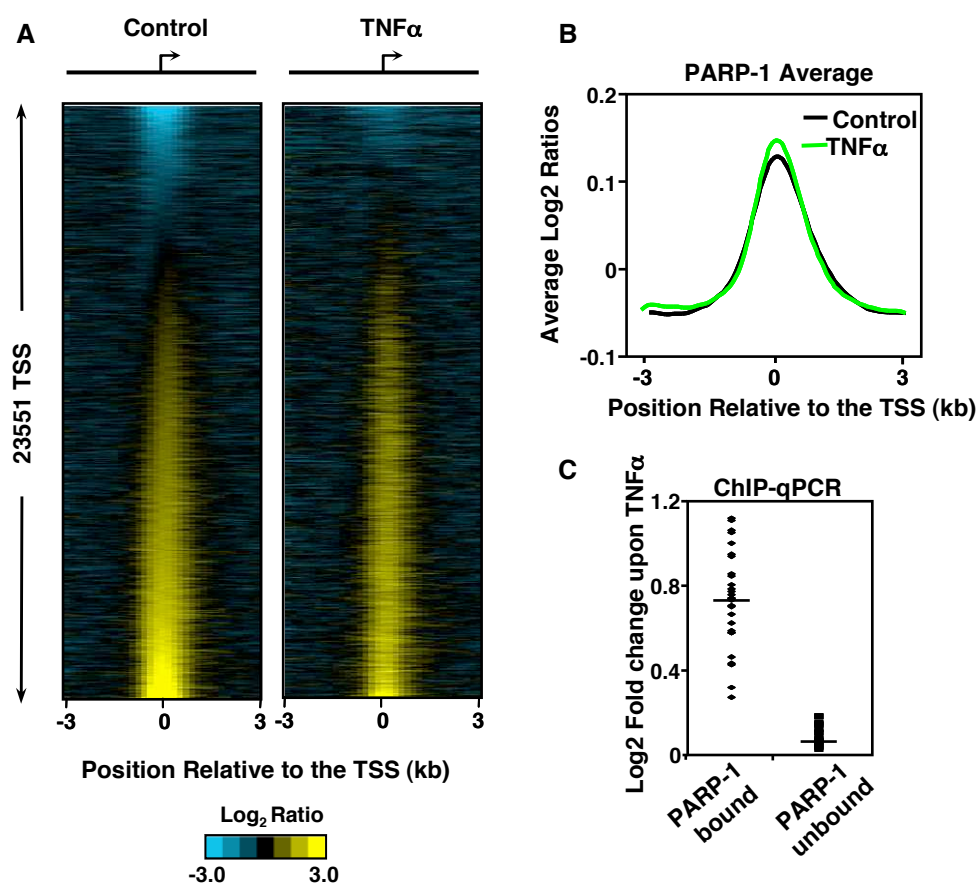 A
Control
TNFα
23551 TSS
-3
0
3
-3
0
3
Position Relative to the TSS (kb)
Log2 Ratio
-3.0
3.0
B
PARP-1 Average
Control
TNFα
Average Log2 Ratios
0.2
0.1
0
-0.1
-3
0
3
Position Relative to the TSS (kb)
C
ChIP-qPCR
Log2 Fold change upon TNFα
1.2
0.8
0.4
0
PARP-1
bound
PARP-1
unbound